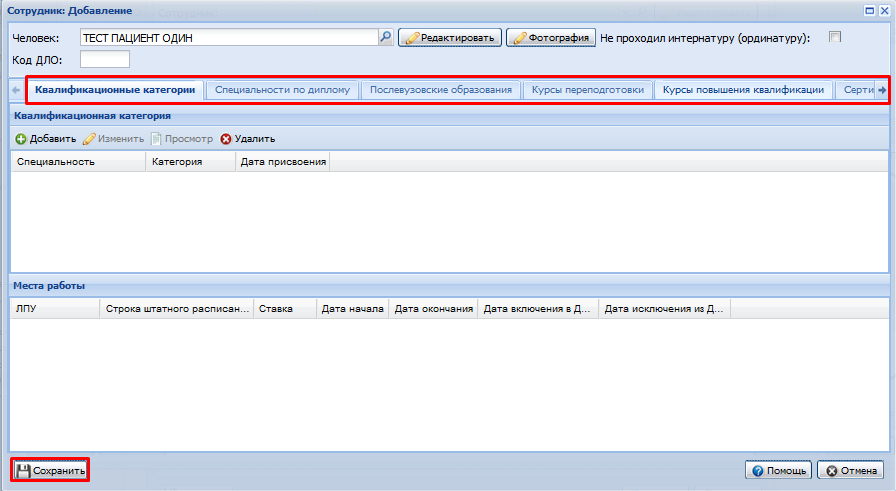 Сотрудник: Добавление
Человек: ТЕСТ ПАЦИЕНТ ОДИН Редактировать Фотография Не проходил интернатуру (ординатуру):
Код ДЛО:
Квалификационные категории Специальности по диплому Послевузовские образования Курсы переподготовки Курсы повышения квалификации Серти
Квалификационная категория
Добавить Изменить Просмотр Удалить
Специальность Категория Дата присвоения
Места работы
ЛПУ Строка штатного расписан... Ставка Дата начала Дата окончания Дата включения в Д... Дата исключения из Д...
Сохранить Помощь Отмена